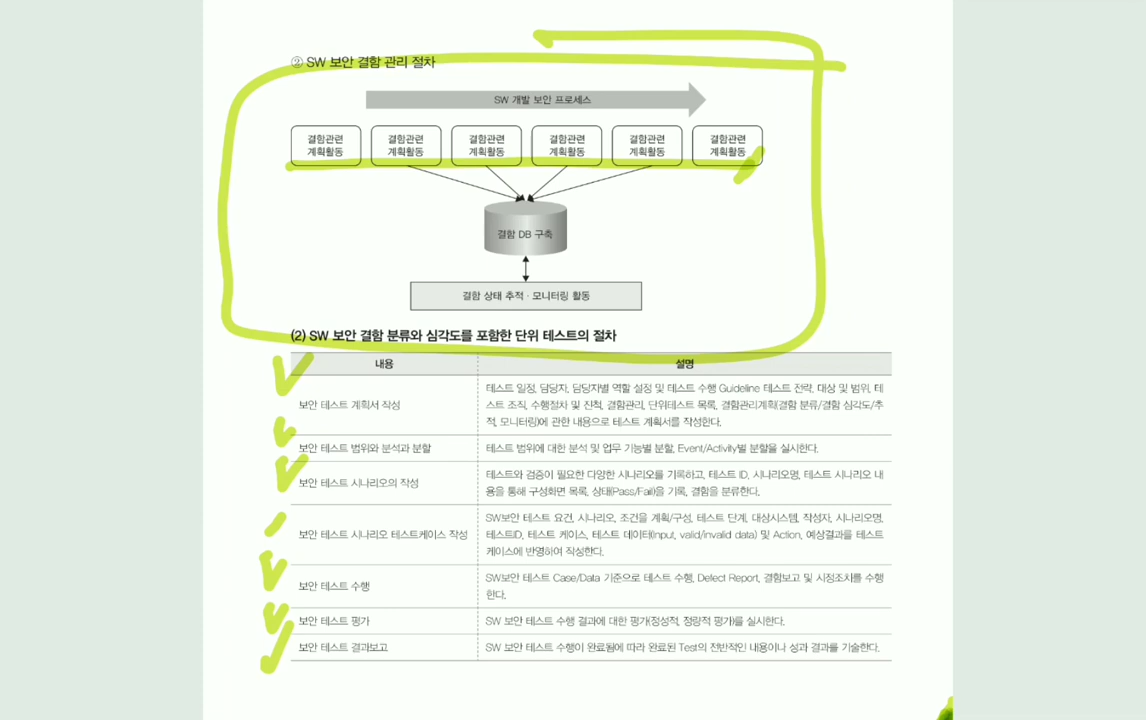 ② SW 보안 결함 관리 절차
SW 개발 보안 프로세스
결함관련 결함관련 결함관련 결함관련 결함관련 결함관련
계획활동 계획활동 계획활동 계획활동 계획활동 계획활동
결함 DB 구축
결함 상태 추적 · 모니터링 활동
(2) SW 보안 결함 분류와 심각도를 포함한 단위 테스트의 절차
내용 설명
보안 테스트 계획서 작성
테스트 일정, 담당자, 담당자별 역할 설정 및 테스트 수행 Guideline 테스트 전략, 대상 및 범위, 테
스트 조직, 수행절차 및 진척, 결함관리, 단위테스트 목록, 결함관리계획(결함 분류/결함 심각도/추
적, 모니터링)에 관한 내용으로 테스트 계획서를 작성한다.
보안 테스트 범위와 분석과 분할
테스트 범위에 대한 분석 및 업무 기능별 분할, Event/Activity별 분할을 실시한다.
보안 테스트 시나리오의 작성
테스트와 검증이 필요한 다양한 시나리오를 기록하고, 테스트 ID, 시나리오명, 테스트 시나리오 내
용을 통해 구성화면 목록, 상태(Pass/Fail)을 기록, 결함을 분류한다.
보안 테스트 시나리오 테스트케이스 작성
SW보안 테스트 요건, 시나리오, 조건을 계획/구성, 테스트 단계, 대상시스템, 작성자, 시나리오명,
테스트ID, 테스트 케이스, 테스트 데이터(Input, valid/invalid data) 및 Action, 예상결과를 테스트
케이스에 반영하여 작성한다.
보안 테스트 수행
SW보안 테스트 Case/Data 기준으로 테스트 수행, Defect Report, 결함보고 및 시정조치를 수행
한다.
보안 테스트 평가
SW 보안 테스트 수행 결과에 대한 평가(정성적, 정량적 평가)를 실시한다.
보안 테스트 결과보고
SW 보안 테스트 수행이 완료됨에 따라 완료된 Test의 전반적인 내용이나 성과 결과를 기술한다.